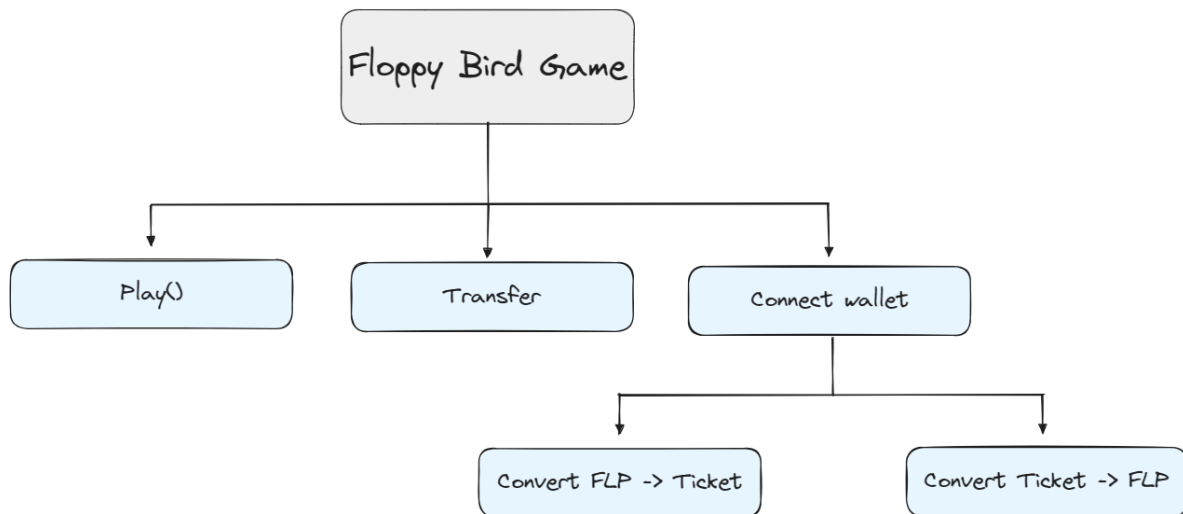 Floppy Bird Game
Play()
Transfer
Connect wallet
Convert FLP -> Ticket
Convert Ticket -> FLP